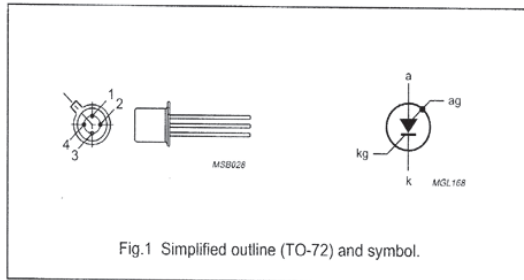 1
2
4
3
MSB028
a
ag
kg
k
MGL168
Fig.1 Simplified outline (TO-72) and symbol.